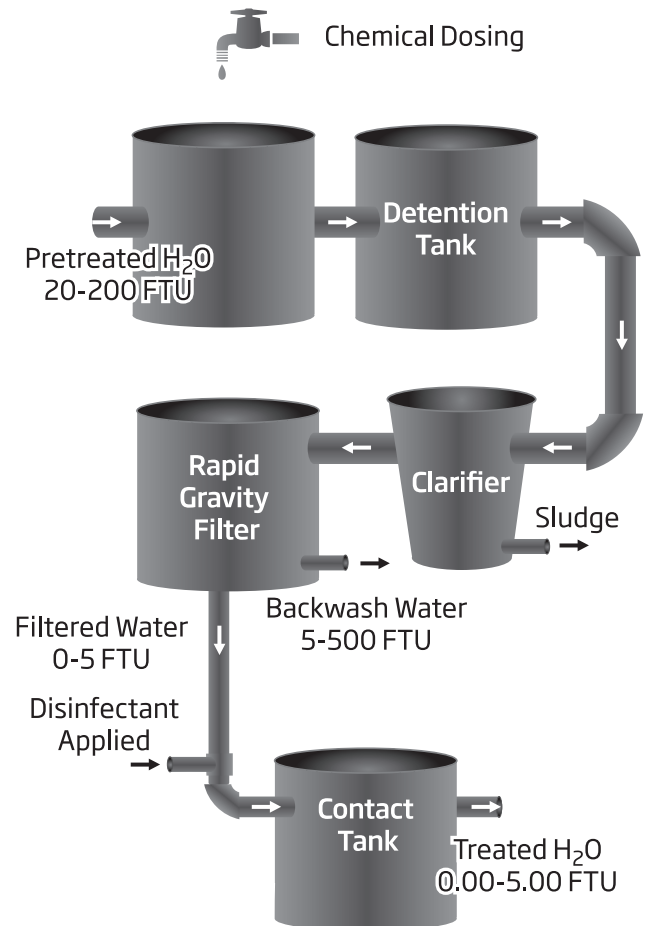 Chemical Dosing
Pretreated H₂O
20-200 FTU
Detention
Tank
Rapid
Gravity
Filter
Clarifier
Sludge
Backwash Water
5-500 FTU
Filtered Water
0-5 FTU
Disinfectant
Applied
Contact
Tank
Treated H₂O
0.00-5.00 FTU